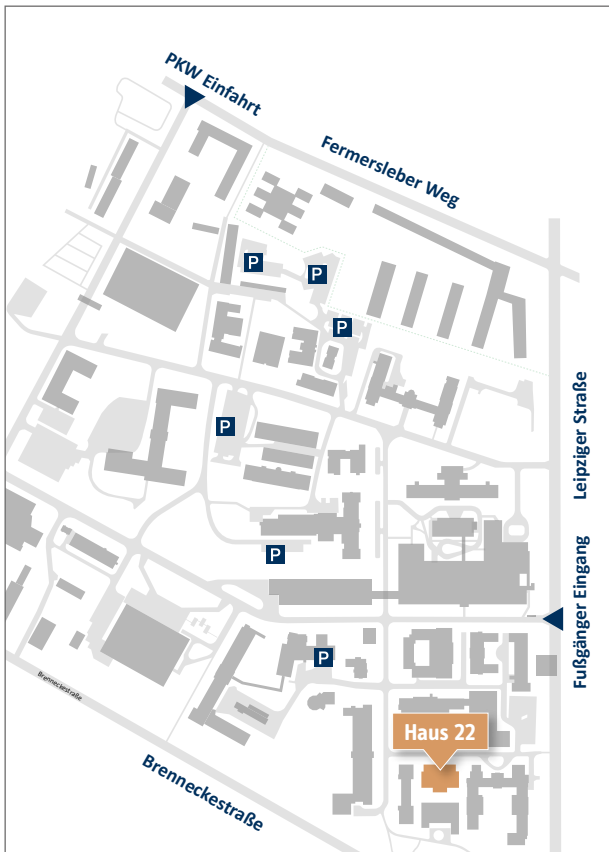 PKW Einfahrt
Fermersleber Weg
P
P
P
Leipziger Straße
P
P
Fußgänger Eingang
P
Brenneckestraße
Haus 22
Brenneckestraße